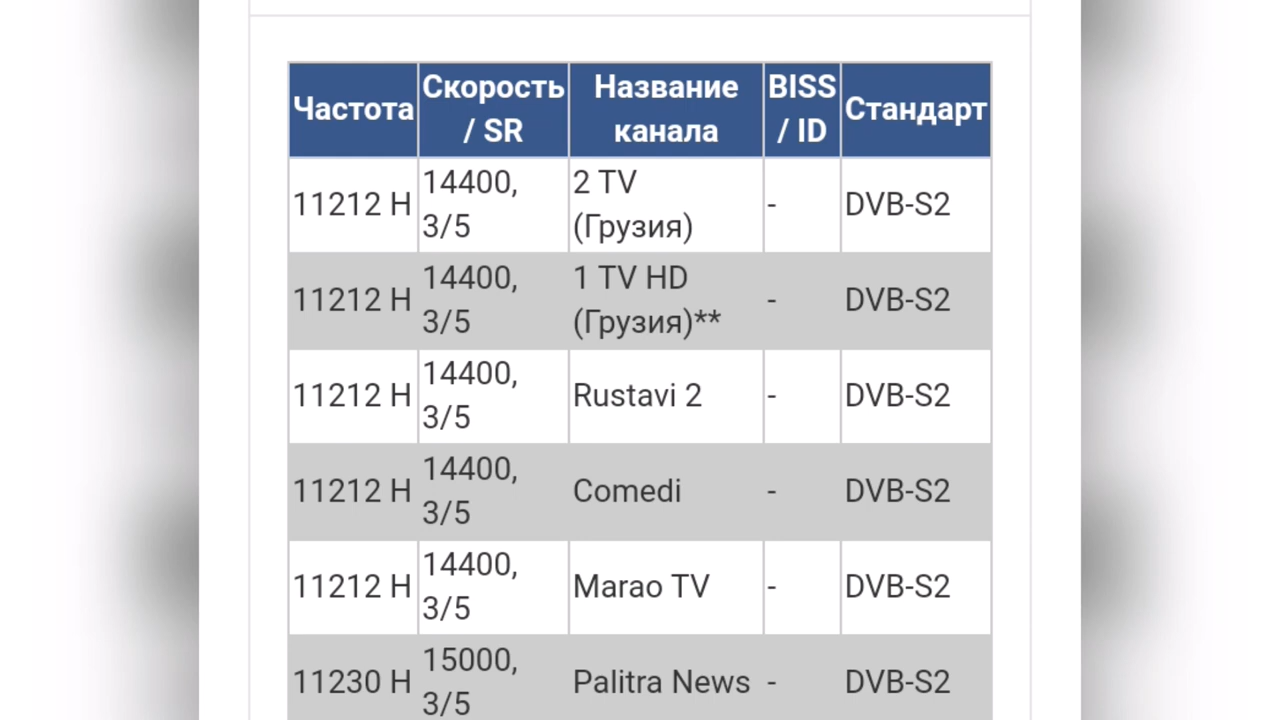 Частота Скорость / SR Название канала BISS / ID Стандарт
11212 H 14400, 3/5 2 TV (Грузия) - DVB-S2
11212 H 14400, 3/5 1 TV HD (Грузия)** - DVB-S2
11212 H 14400, 3/5 Rustavi 2 - DVB-S2
11212 H 14400, 3/5 Comedi - DVB-S2
11212 H 14400, 3/5 Marao TV - DVB-S2
11230 H 15000, 3/5 Palitra News - DVB-S2